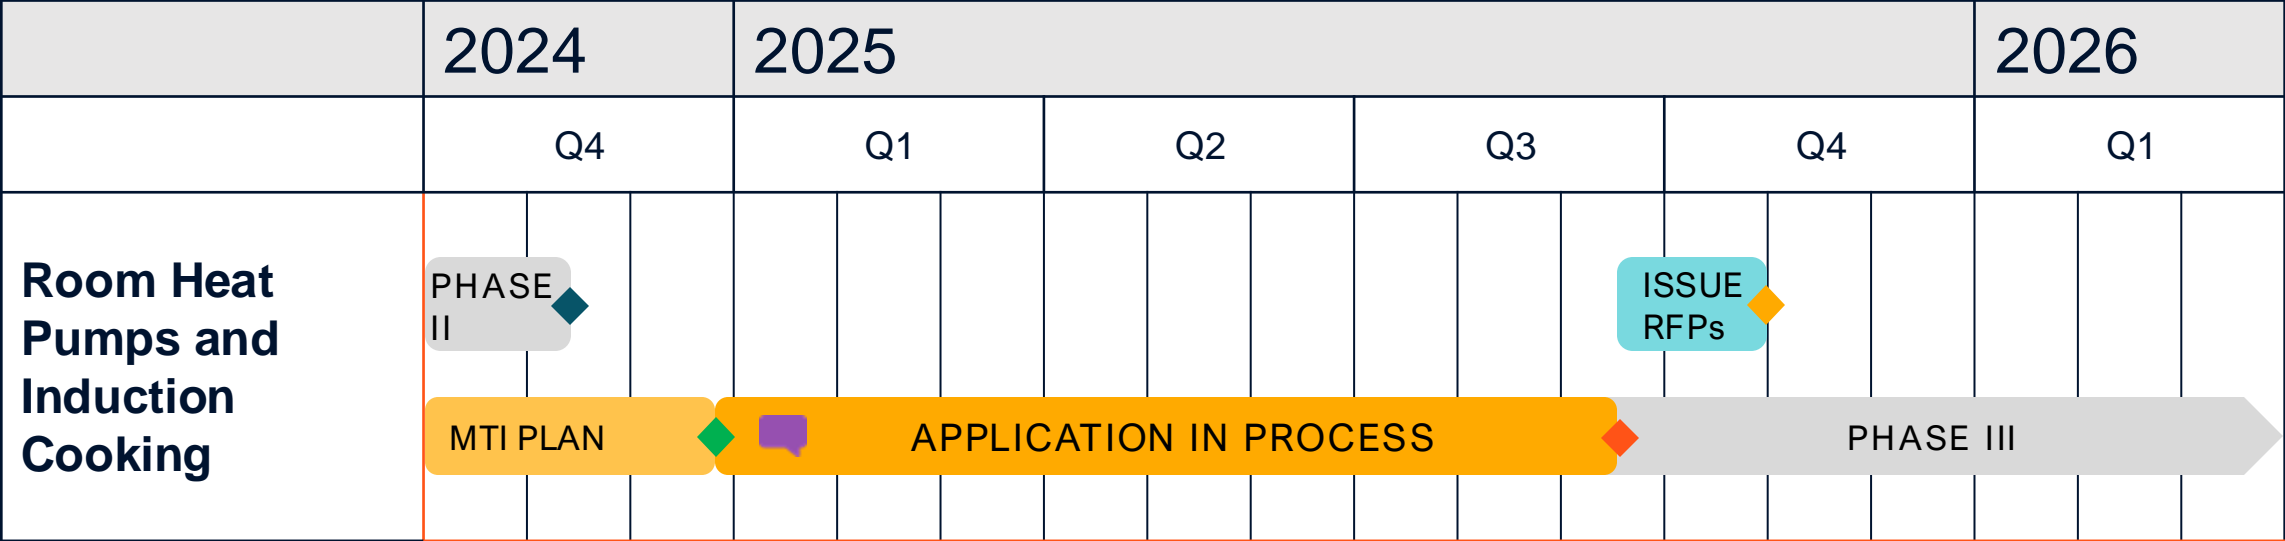 2024 2025 2026
Q4 Q1 Q2 Q3 Q4 Q1
Room Heat
Pumps and
Induction
Cooking
PHASE
II
ISSUE
RFPs
MTI PLAN
APPLICATION IN PROCESS
PHASE III